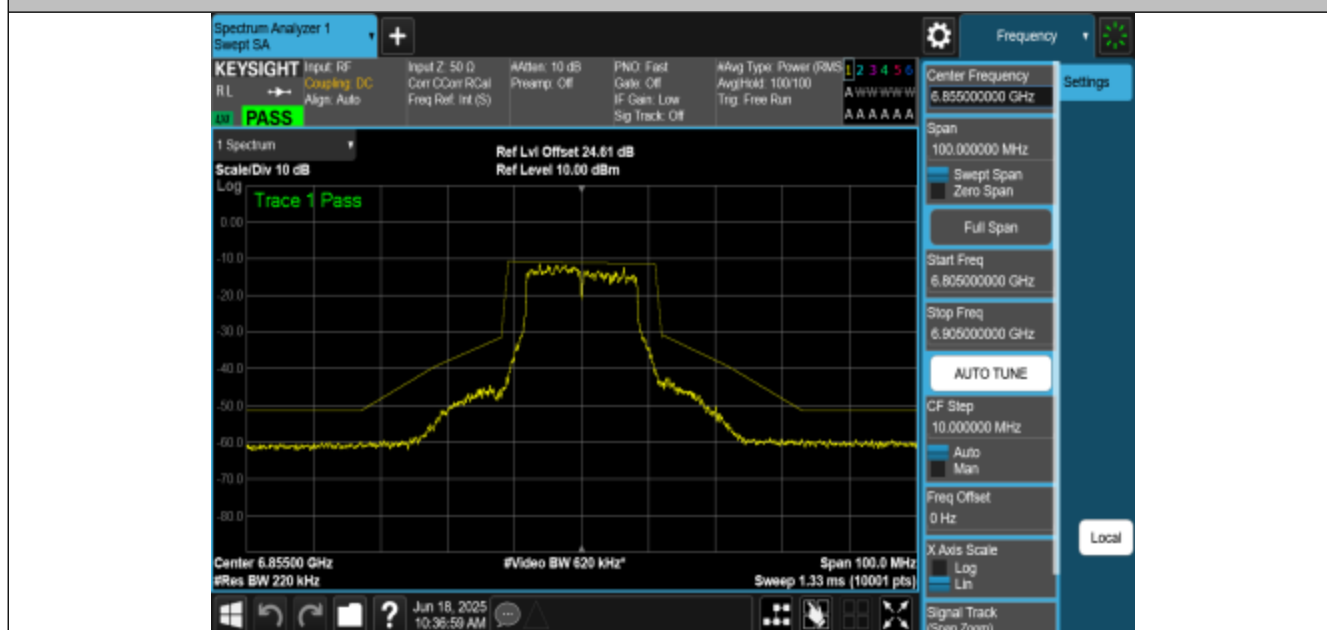 Spectrum Analyzer 1
Swept SA
+
Frequency
KEYSIGHT
RL
PASS
Input: RF
Coupling: DC
Align: Auto
Input Z: 50 Ω
Corr CCorr RCal
Freq Ref: Int (S)
#Atten: 10 dB
Preamp: Off
PNO: Fast
Gate: Off
IF Gain: Low
Sig Track: Off
#Avg Type: Power (RMS
Avg|Hold: 100/100
Trig: Free Run
1 2 3 4 5 6
A W W W W W
A A A A A A
1 Spectrum
Scale/Div 10 dB
Ref Lvl Offset 24.61 dB
Ref Level 10.00 dBm
Log
Trace 1 Pass
0.00
-10.0
-20.0
-30.0
-40.0
-50.0
-60.0
-70.0
-80.0
Center 6.85500 GHz
#Res BW 220 kHz
#Video BW 620 kHz*
Span 100.0 MHz
Sweep 1.33 ms (10001 pts)
Jun 18, 2025
10:36:59 AM
?
Center Frequency
6.855000000 GHz
Settings
Span
100.000000 MHz
Swept Span
Zero Span
Full Span
Start Freq
6.805000000 GHz
Stop Freq
6.905000000 GHz
AUTO TUNE
CF Step
10.000000 MHz
Auto
Man
Freq Offset
0 Hz
X Axis Scale
Log
Lin
Local
Signal Track
(Span Zoom)